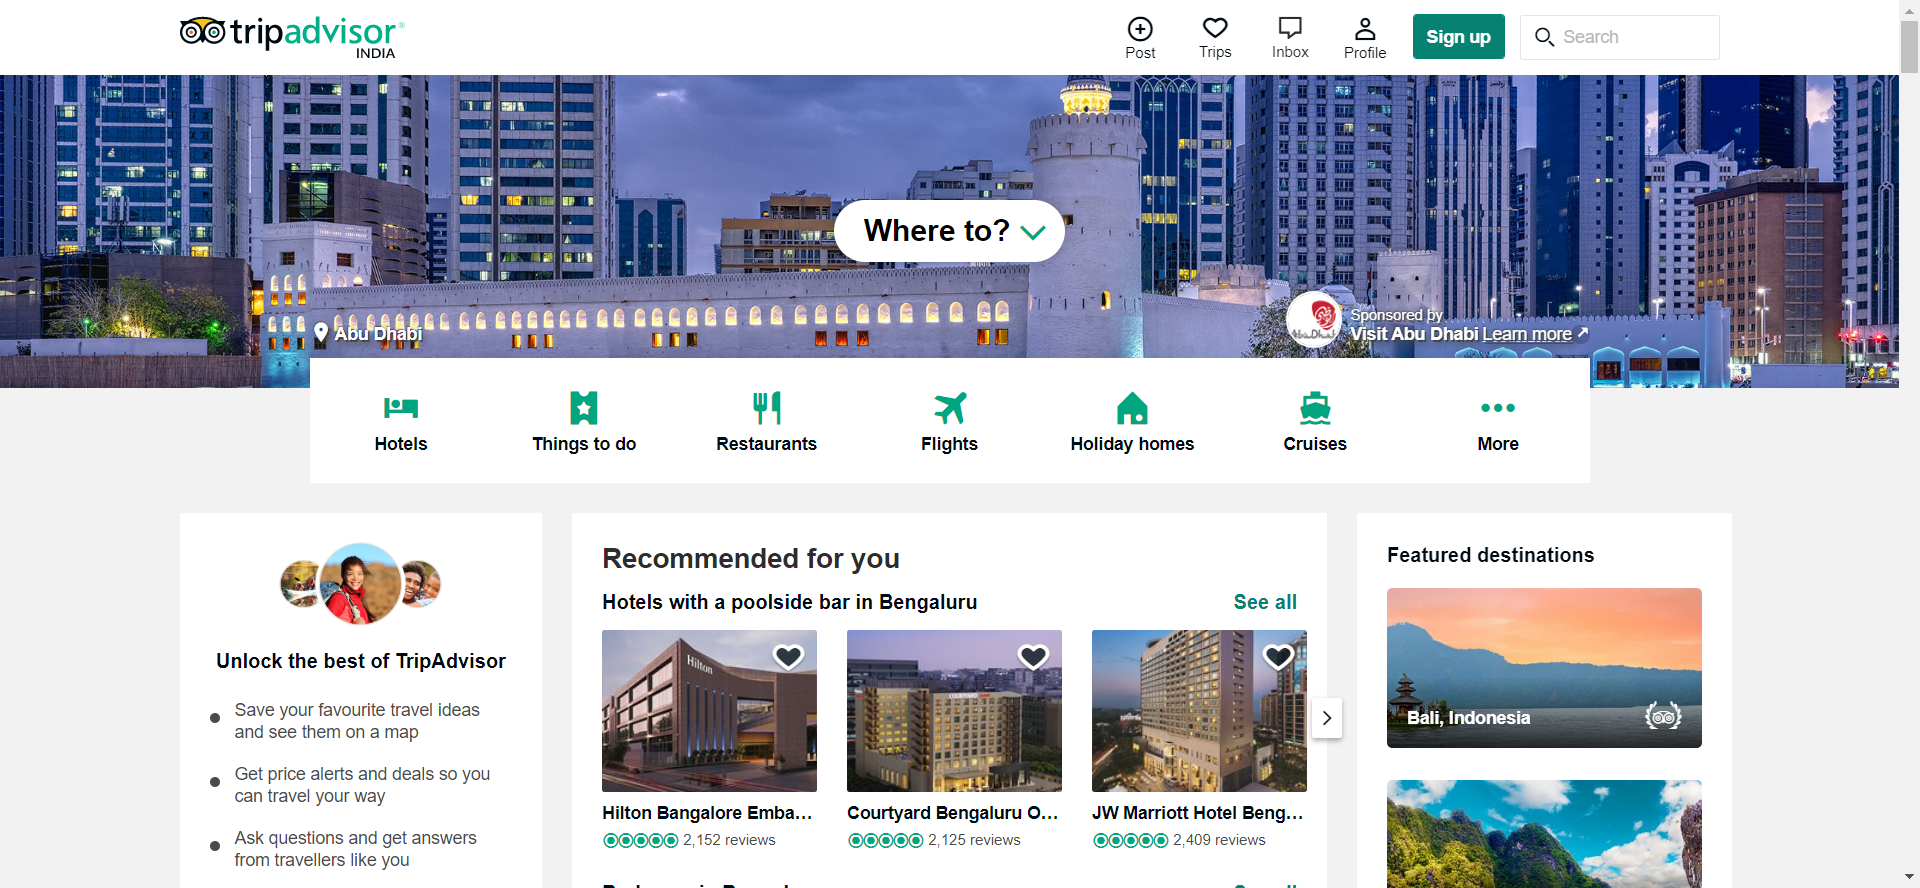 tripadvisor®
INDIA
Post
Trips
Inbox
Profile
Sign up
Search
Where to?
Abu Dhabi
Sponsored by
Visit Abu Dhabi Learn more
Hotels
Things to do
Restaurants
Flights
Holiday homes
Cruises
More
Unlock the best of TripAdvisor
Save your favourite travel ideas
and see them on a map
Get price alerts and deals so you
can travel your way
Ask questions and get answers
from travellers like you
Recommended for you
Hotels with a poolside bar in Bengaluru
See all
Hilton
COURTYARD
Hilton Bangalore Emba...
2,152 reviews
Courtyard Bengaluru O...
2,125 reviews
JW Marriott Hotel Beng...
2,409 reviews
Featured destinations
Bali, Indonesia